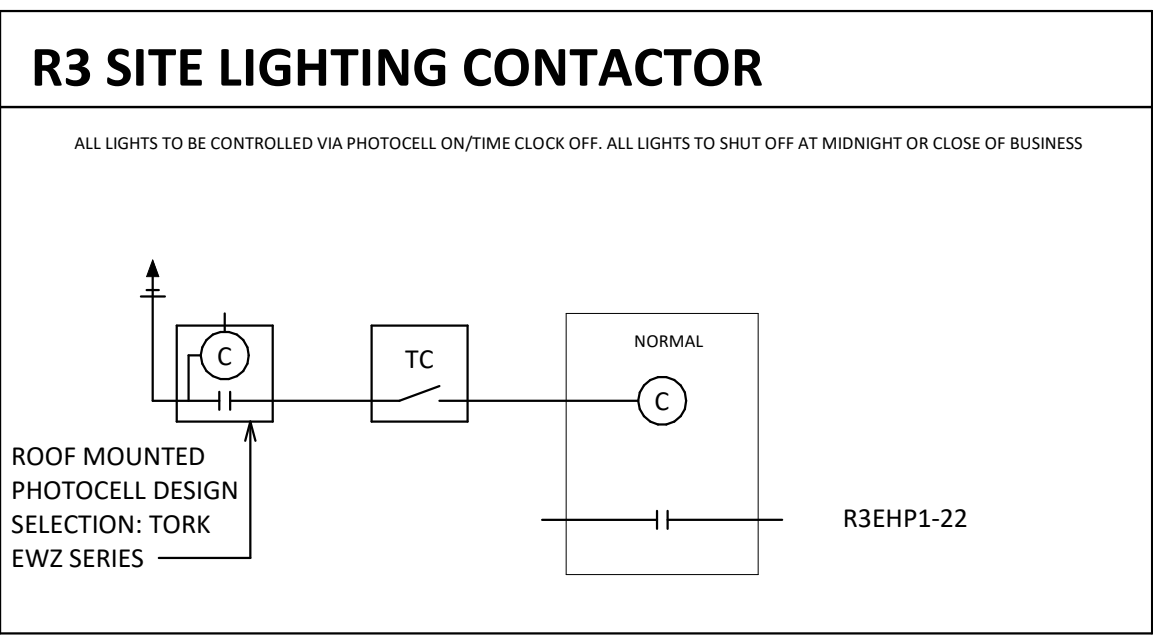 R3 SITE LIGHTING CONTACTOR
ALL LIGHTS TO BE CONTROLLED VIA PHOTOCELL ON/TIME CLOCK OFF. ALL LIGHTS TO SHUT OFF AT MIDNIGHT OR CLOSE OF BUSINESS
C
TC
NORMAL
C
ROOF MOUNTED
PHOTOCELL DESIGN
SELECTION: TORK
EWZ SERIES
R3EHP1-22